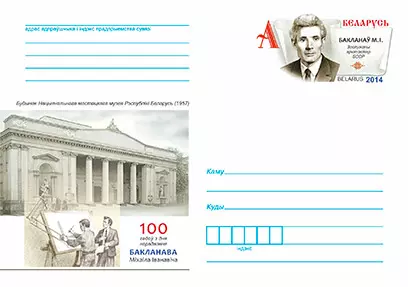 адрас адпраўшчыка і індэкс прадпрыемства сувязі
А
БЕЛАРУСЬ
БАКЛАНАЎ М.І.
Заслужаны
архітэктар
БССР
BELARUS 2014
Будынак Нацыянальнага мастацкага музея Рэспублікі Беларусь (1957)
100
гадоў з дня
нараджэння
БАКЛАНАВА
Міхаіла Іванавіча
Каму
Куды
індэкс